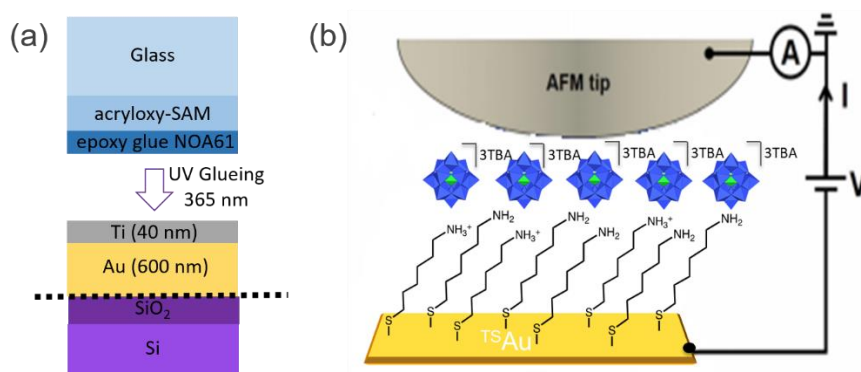 (a)
Glass
acryloxy-SAM
epoxy glue NOA61
UV Glueing
365 nm
Ti (40 nm)
Au (600 nm)
SiO₂
Si
(b)
AFM tip
A
I
V
3TBA 3TBA 3TBA 3TBA 3TBA
NH₃⁺ NH₂ NH₃⁺ NH₂ NH₂ NH₃⁺ NH₂ NH₂
S S S S S S S S
TSAu